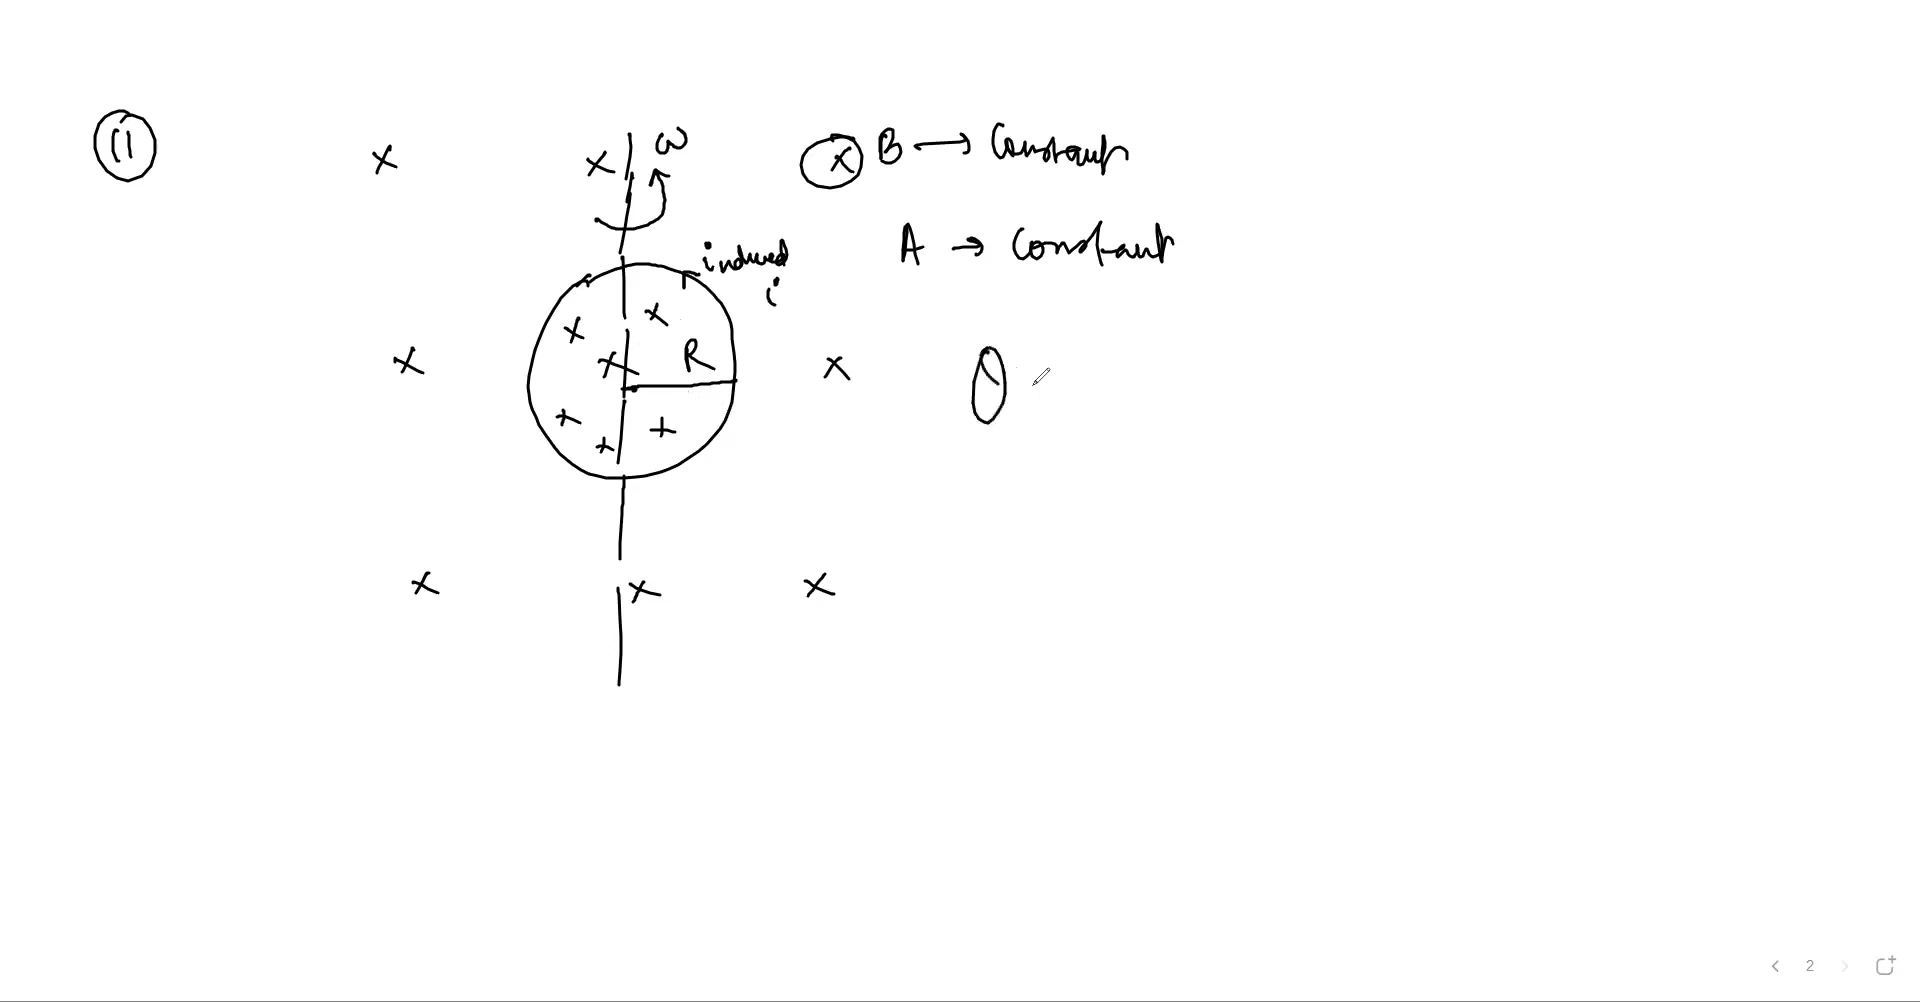 11
x x ω x B → Constant
A → Constant
induced
i
x x
x R
x x θ
x x x
x x x
2